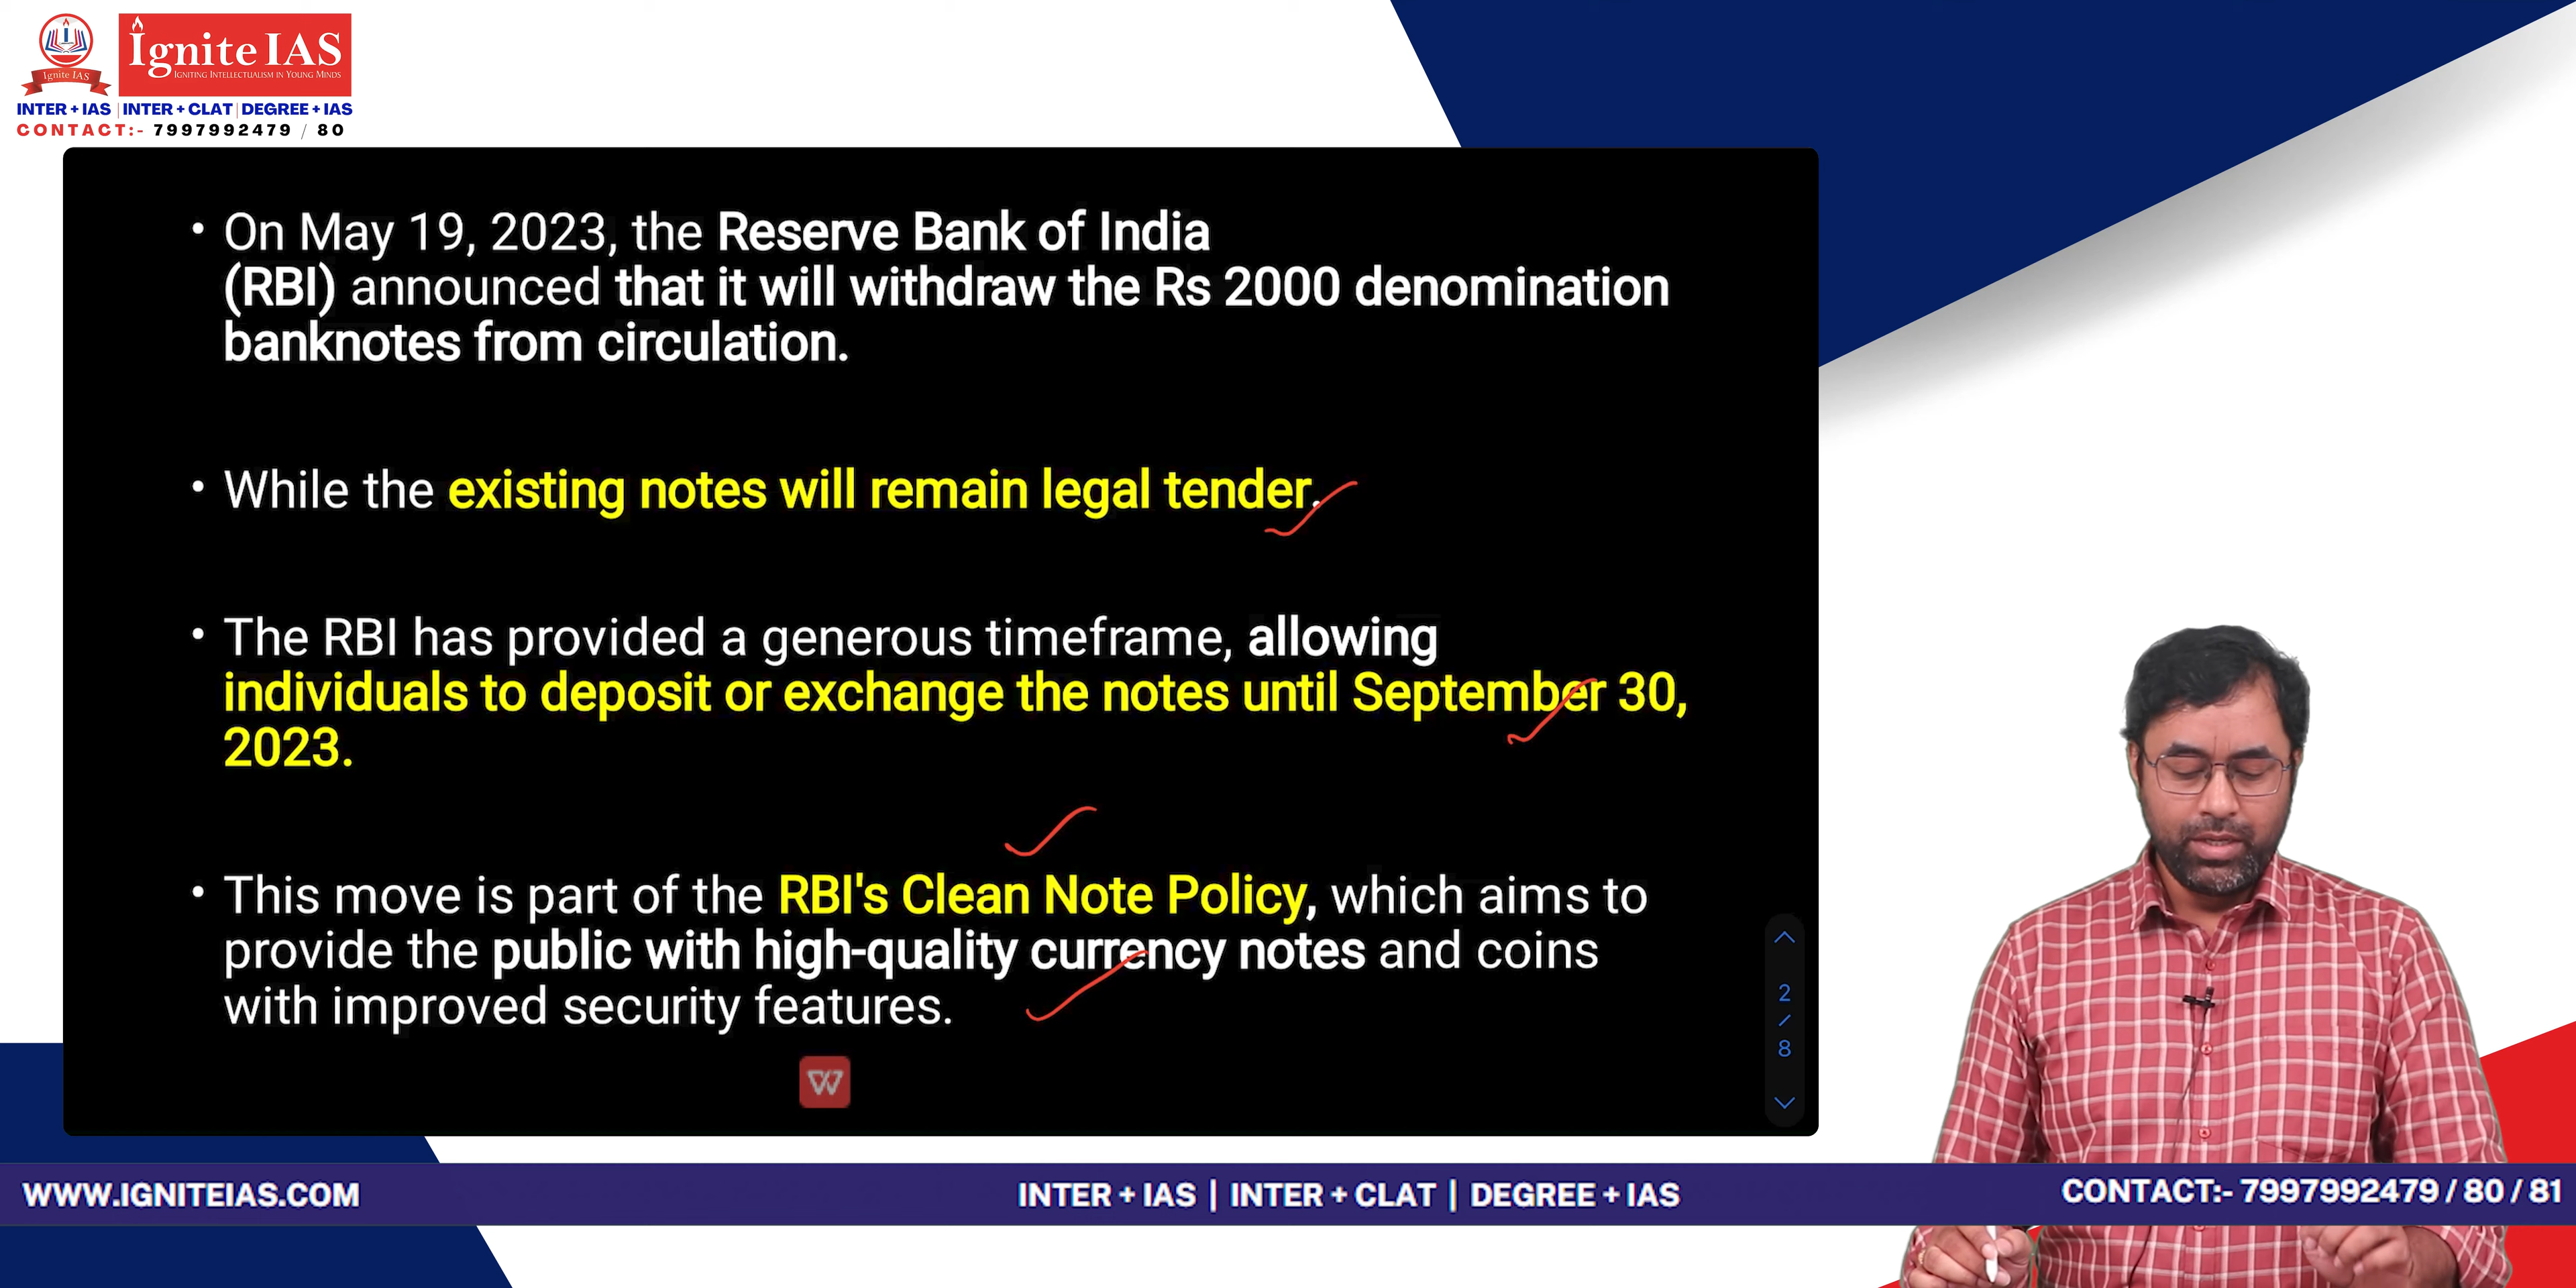 Ignite IAS
Ignite IAS
IGNITING INTELLECTUALISM IN YOUNG MINDS
INTER + IAS | INTER + CLAT | DEGREE + IAS
CONTACT:- 7997992479 / 80
• On May 19, 2023, the Reserve Bank of India
(RBI) announced that it will withdraw the Rs 2000 denomination
banknotes from circulation.
• While the existing notes will remain legal tender.
• The RBI has provided a generous timeframe, allowing
individuals to deposit or exchange the notes until September 30,
2023.
• This move is part of the RBI's Clean Note Policy, which aims to
provide the public with high-quality currency notes and coins
with improved security features.
2
/
8
W
WWW.IGNITEIAS.COM
INTER + IAS | INTER + CLAT | DEGREE + IAS
CONTACT:- 7997992479 / 80 / 81